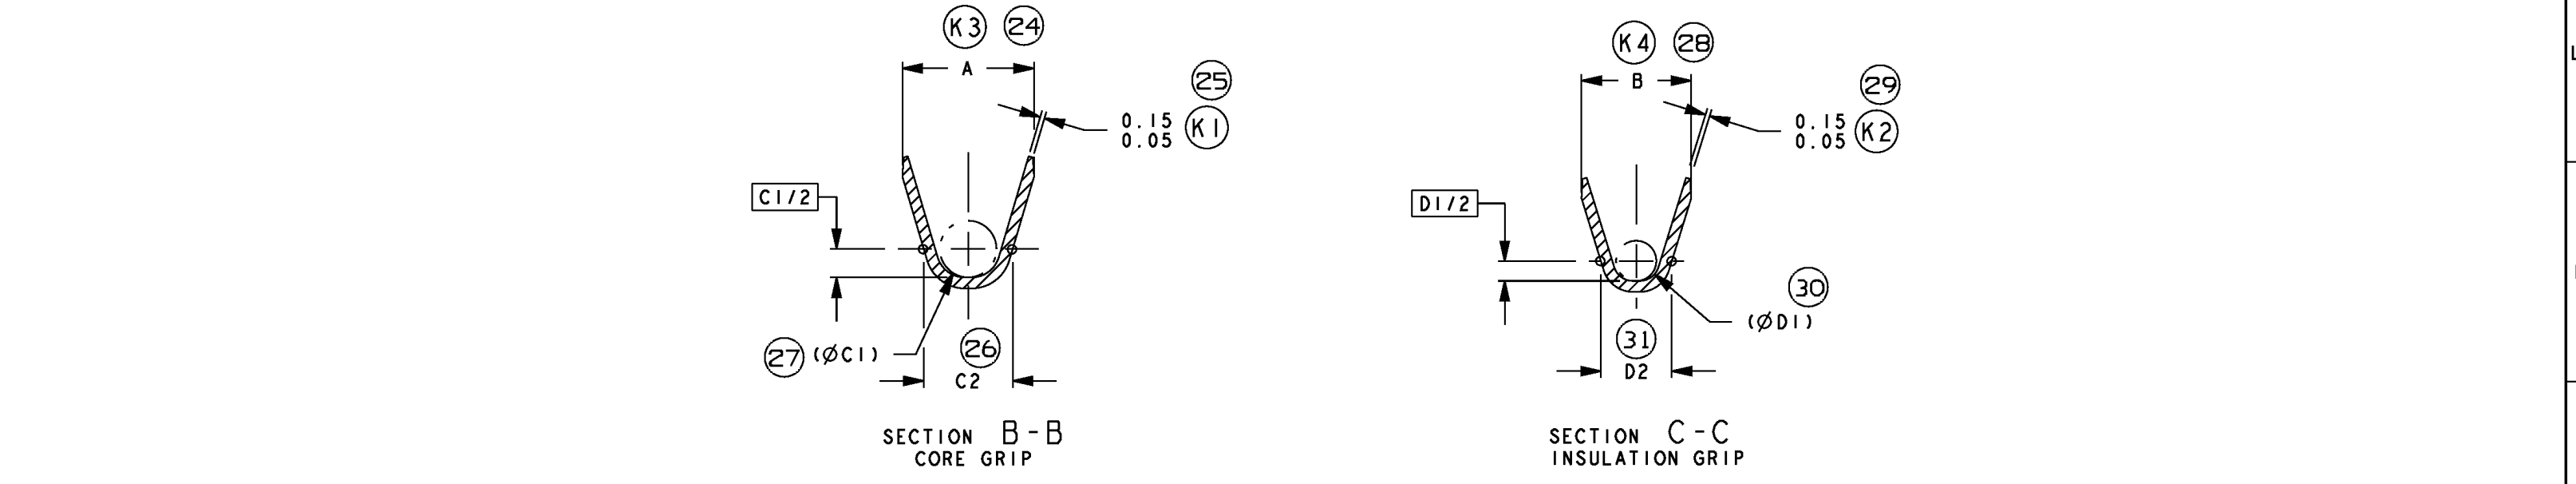 K3 24
A
25
0.15
0.05 K1
C1/2
27 (ØC1)
26
C2
SECTION B-B
CORE GRIP
K4 28
B
29
0.15
0.05 K2
D1/2
30
(ØD1)
31
D2
SECTION C-C
INSULATION GRIP